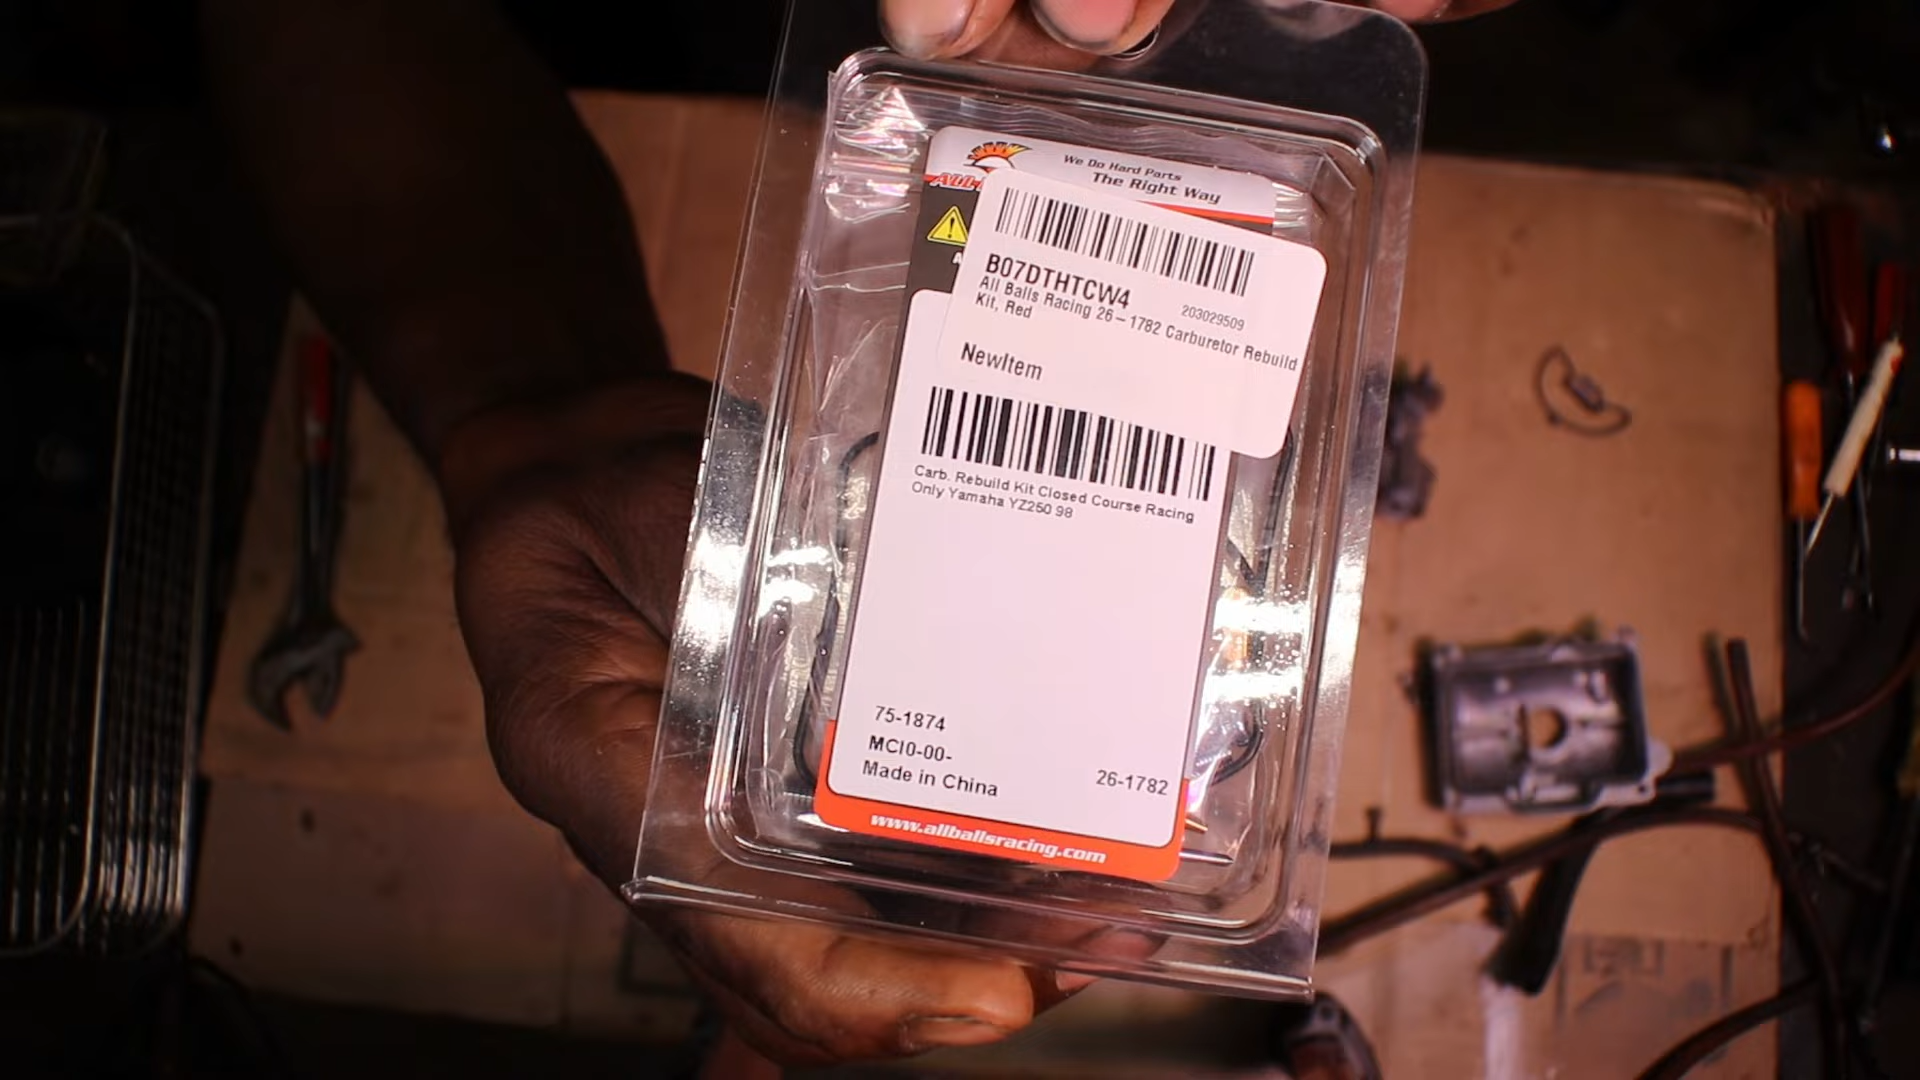 We Do Hard Parts
The Right Way
B07DTHTCW4
203029509
All Balls Racing 26-1782 Carburetor Rebuild
Kit, Red
NewItem
Carb. Rebuild Kit Closed Course Racing
Only Yamaha YZ250 98
75-1874
MCI0-00-
Made in China
26-1782
www.allballsracing.com